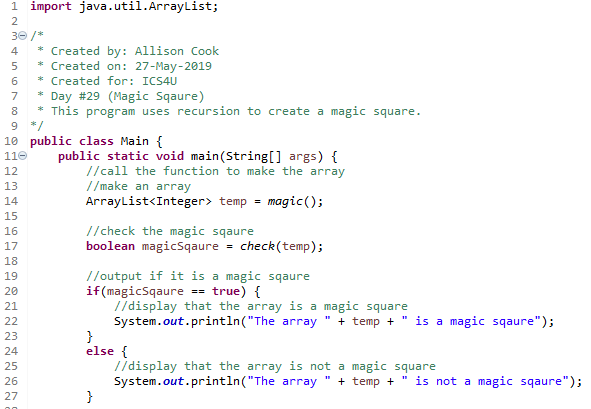 1 import java.util.ArrayList;
2
3 /*
4 * Created by: Allison Cook
5 * Created on: 27-May-2019
6 * Created for: ICS4U
7 * Day #29 (Magic Sqaure)
8 * This program uses recursion to create a magic square.
9 */
10 public class Main {
11 public static void main(String[] args) {
12 //call the function to make the array
13 //make an array
14 ArrayList<Integer> temp = magic();
15
16 //check the magic sqaure
17 boolean magicSqaure = check(temp);
18
19 //output if it is a magic sqaure
20 if(magicSqaure == true) {
21 //display that the array is a magic sqaure
22 System.out.println("The array " + temp + " is a magic sqaure");
23 }
24 else {
25 //display that the array is not a magic sqaure
26 System.out.println("The array " + temp + " is not a magic sqaure");
27 }